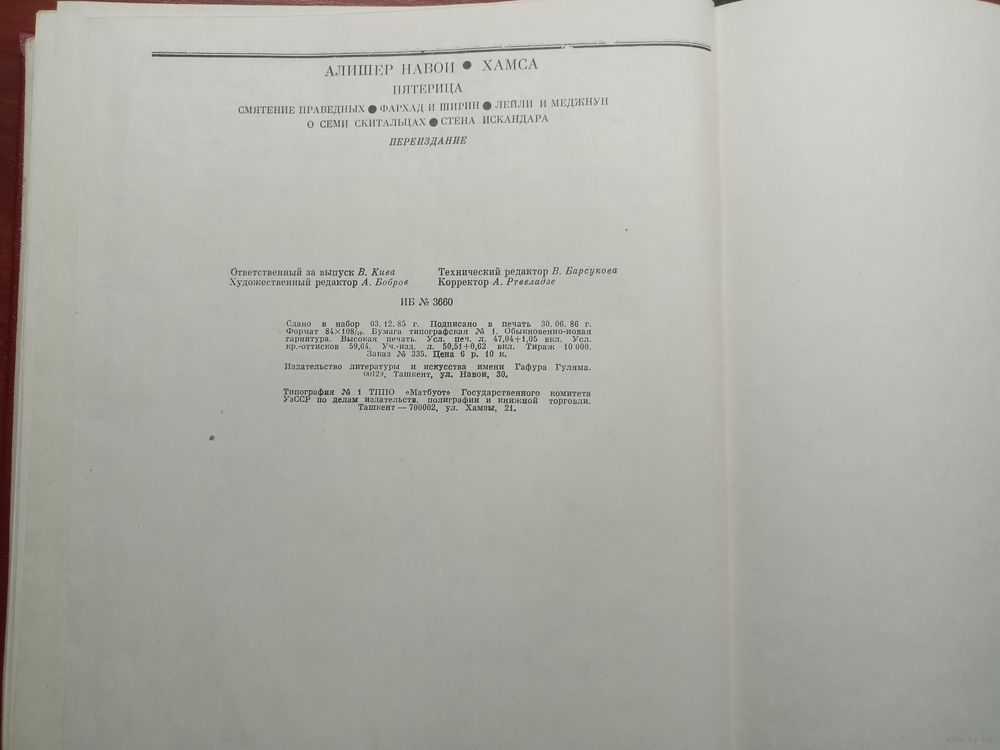 АЛИШЕР НАВОИ ● ХАМСА
ПЯТЕРИЦА
СМЯТЕНИЕ ПРАВЕДНЫХ ● ФАРХАД И ШИРИН ● ЛЕЙЛИ И МЕДЖНУН
О СЕМИ СКИТАЛЬЦАХ ● СТЕНА ИСКАНДАРА
ПЕРЕИЗДАНИЕ
Ответственный за выпуск В. Кива
Художественный редактор А. Бобров
Технический редактор В. Барсукова
Корректор А. Ртвеладзе
ИБ № 3660
Сдано в набор 03.12.85 г. Подписано в печать 30.06.86 г.
Формат 84×108/16. Бумага типографская № 1. Обыкновенно-новая
гарнитура. Высокая печать. Усл. печ. л. 47,04+1,05 вкл. Усл.
кр.-оттисков 59,64. Уч.-изд. л. 50,51+0,62 вкл. Тираж 10 000.
Заказ № 335. Цена 6 р. 10 к.
Издательство литературы и искусства имени Гафура Гуляма.
00129, Ташкент, ул. Навои, 30.
Типография № 1 ТППО «Матбуот» Государственного комитета
УзССР по делам издательств, полиграфии и книжной торговли.
Ташкент — 700002, ул. Хамзы, 21.